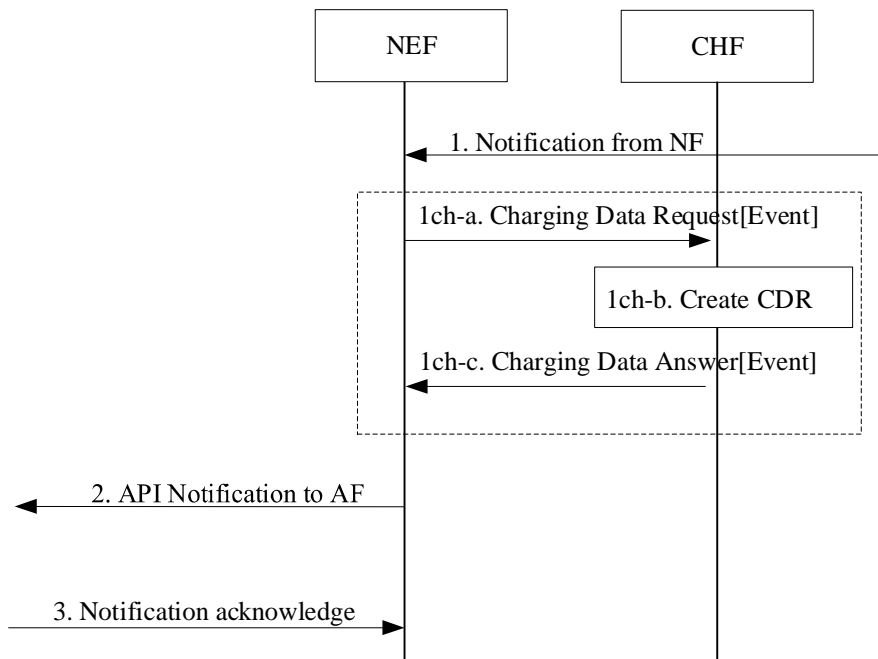 NEF
CHF
1. Notification from NF
1ch-a. Charging Data Request[Event]
1ch-b. Create CDR
1ch-c. Charging Data Answer[Event]
2. API Notification to AF
3. Notification acknowledge